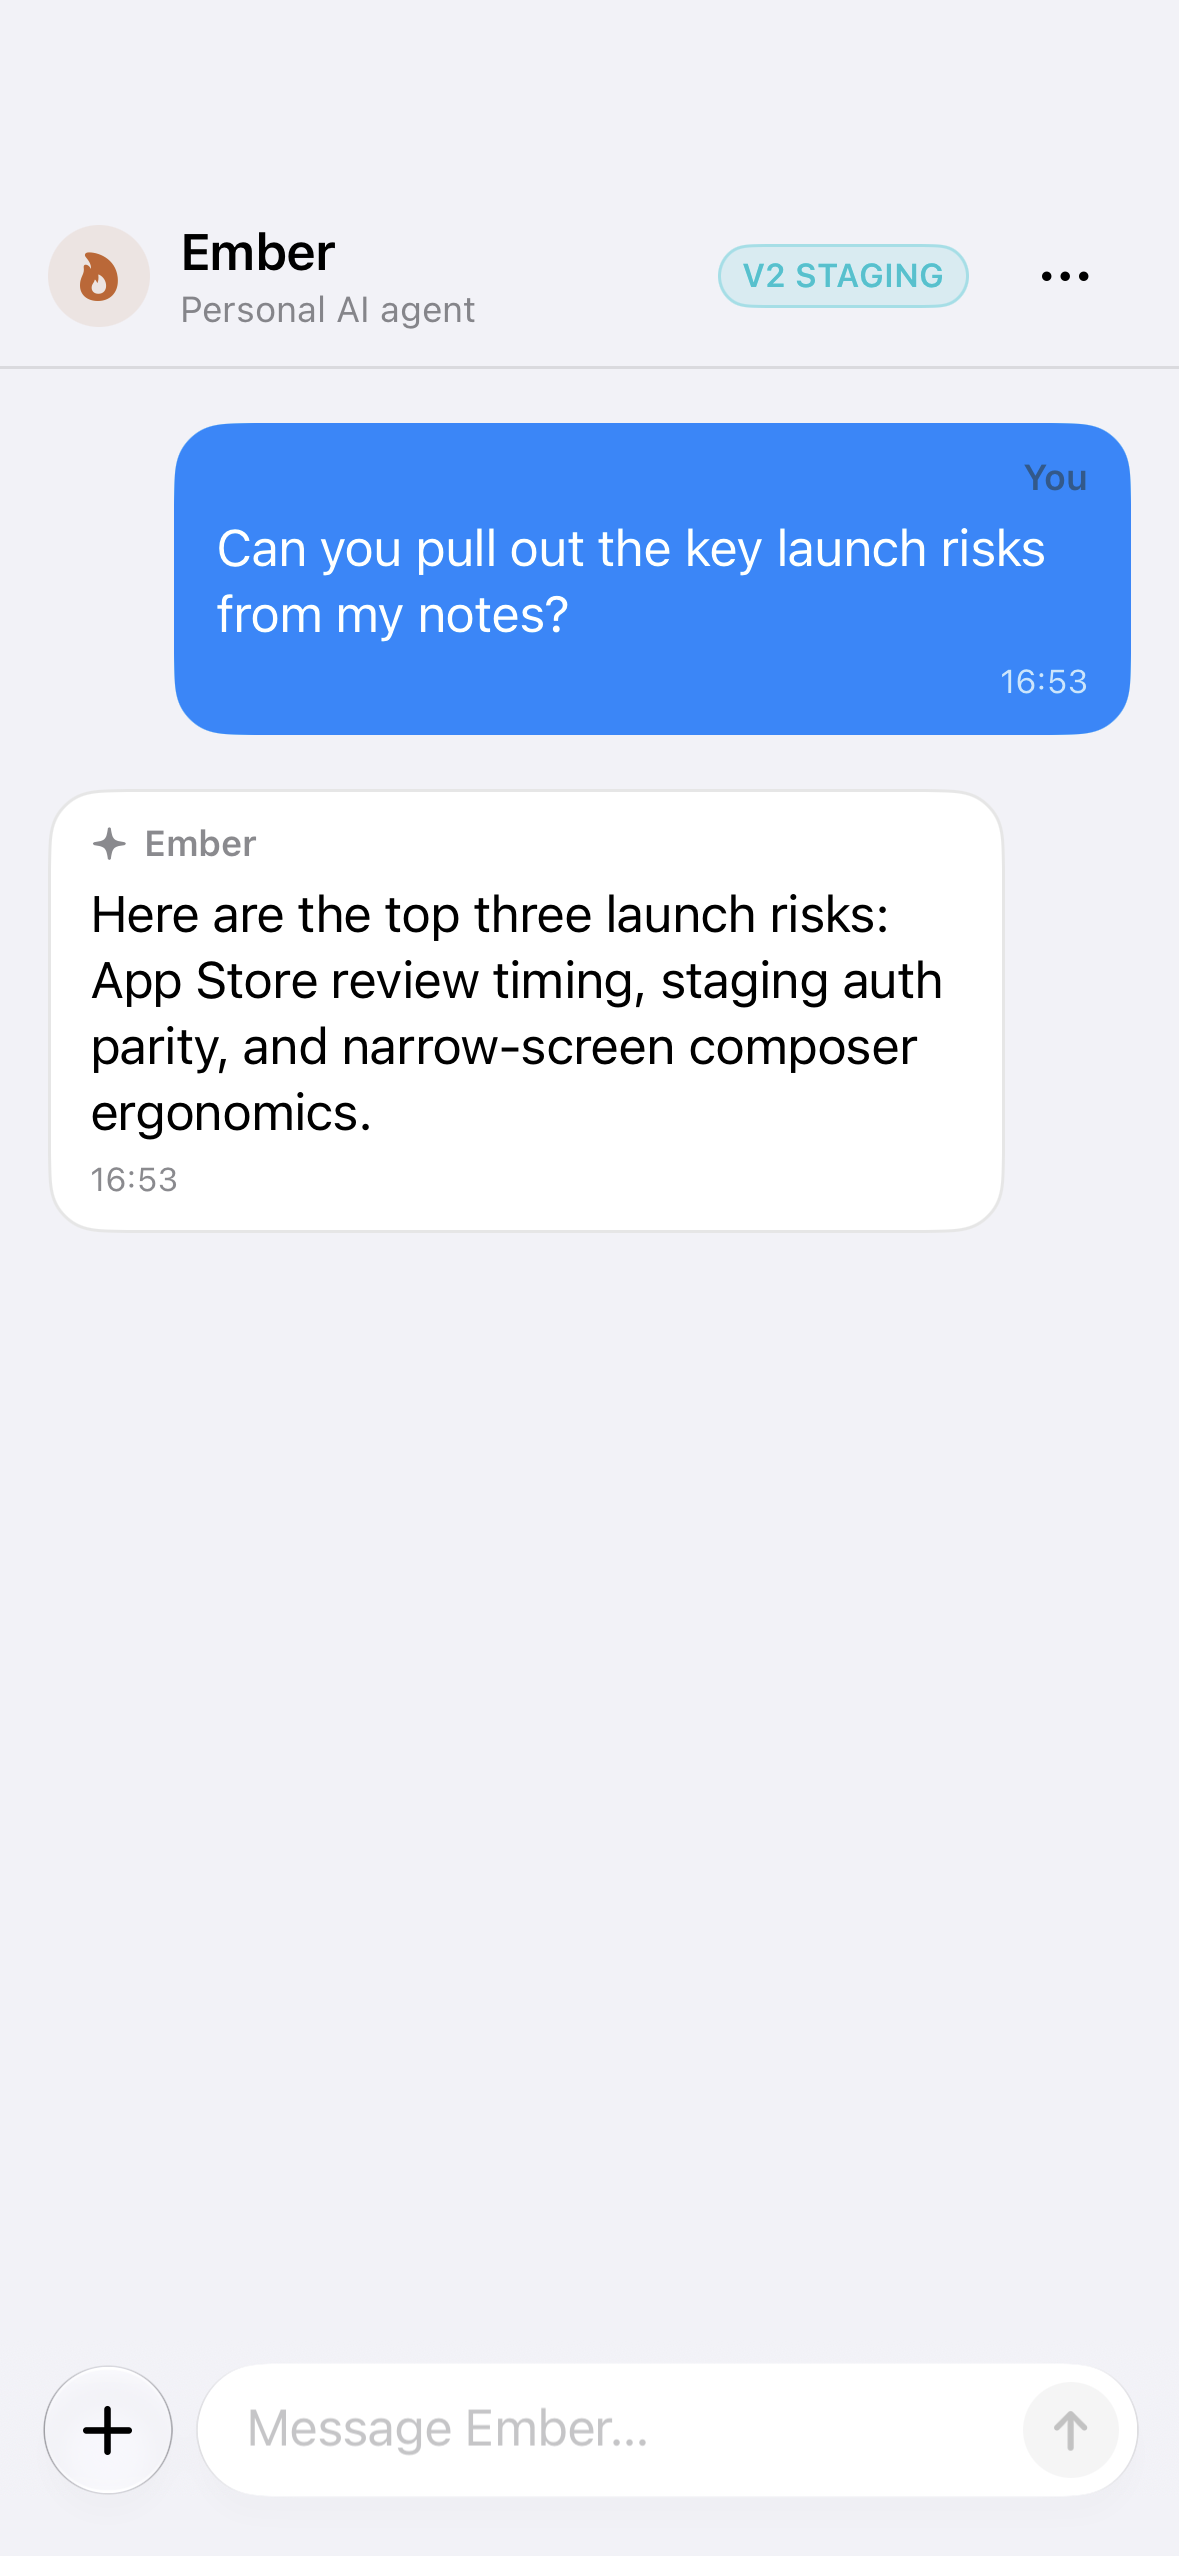 Ember
Personal AI agent
V2 STAGING
You
Can you pull out the key launch risks
from my notes?
16:53
Ember
Here are the top three launch risks:
App Store review timing, staging auth
parity, and narrow-screen composer
ergonomics.
16:53
Message Ember...